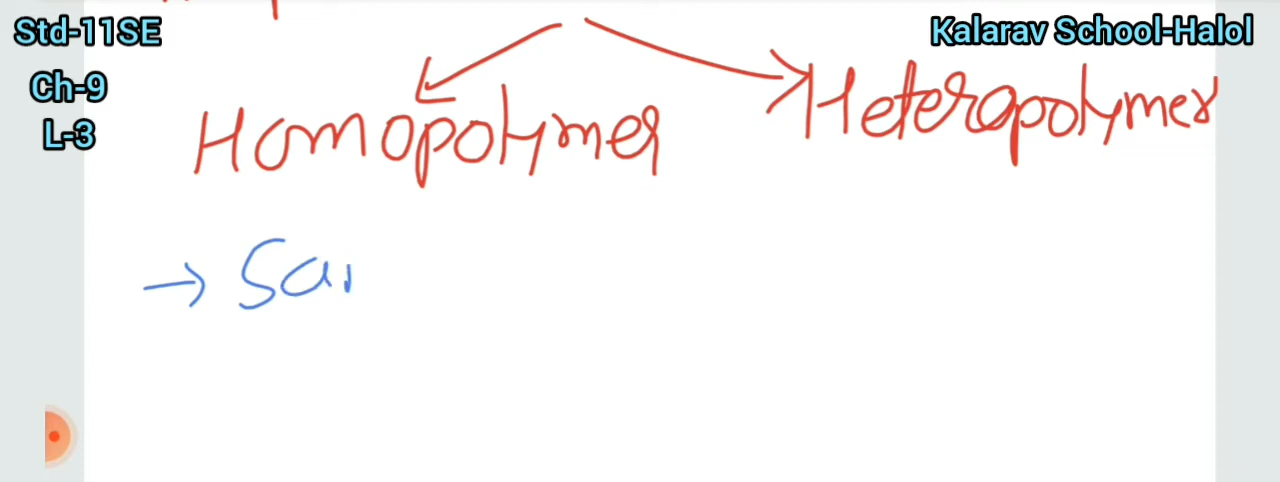 Std-11SE
Kalarav School-Halol
Ch-9
L-3
Homopolymer
Heteropolymer
→